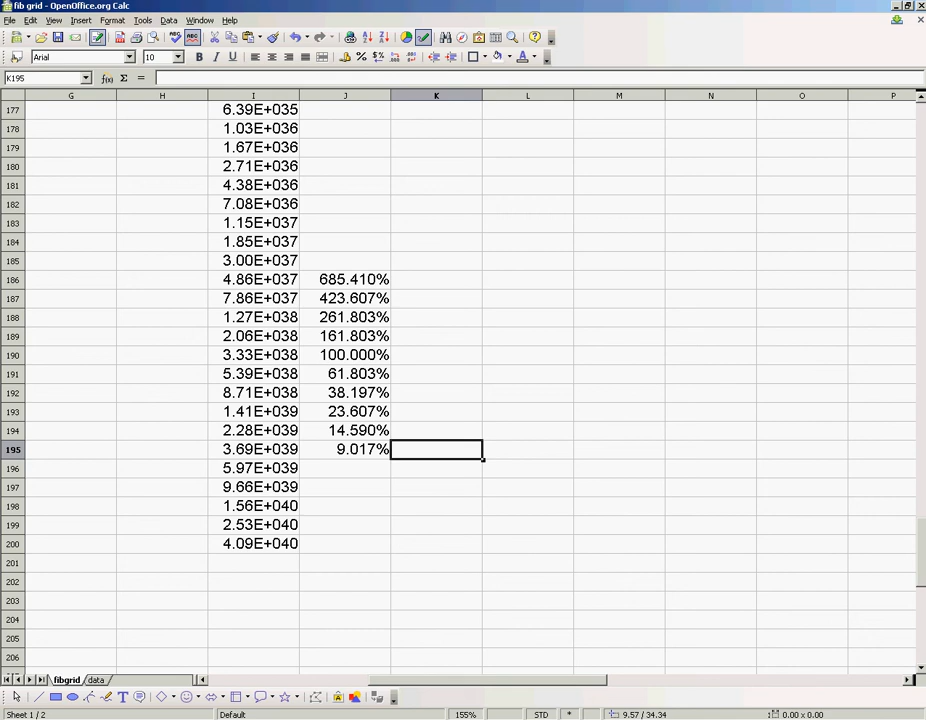 fib grid - OpenOffice.org Calc
File Edit View Insert Format Tools Data Window Help
Arial 10
K195
G H I J K L M N O P
177 6.39E+035
178 1.03E+036
179 1.67E+036
180 2.71E+036
181 4.38E+036
182 7.08E+036
183 1.15E+037
184 1.85E+037
185 3.00E+037
186 4.86E+037 685.410%
187 7.86E+037 423.607%
188 1.27E+038 261.803%
189 2.06E+038 161.803%
190 3.33E+038 100.000%
191 5.39E+038 61.803%
192 8.71E+038 38.197%
193 1.41E+039 23.607%
194 2.28E+039 14.590%
195 3.69E+039 9.017%
196 5.97E+039
197 9.66E+039
198 1.56E+040
199 2.53E+040
200 4.09E+040
201
202
203
204
205
206
fibgrid data
Sheet 1 / 2 Default 155% STD * 9.57 / 34.34 0.00 x 0.00